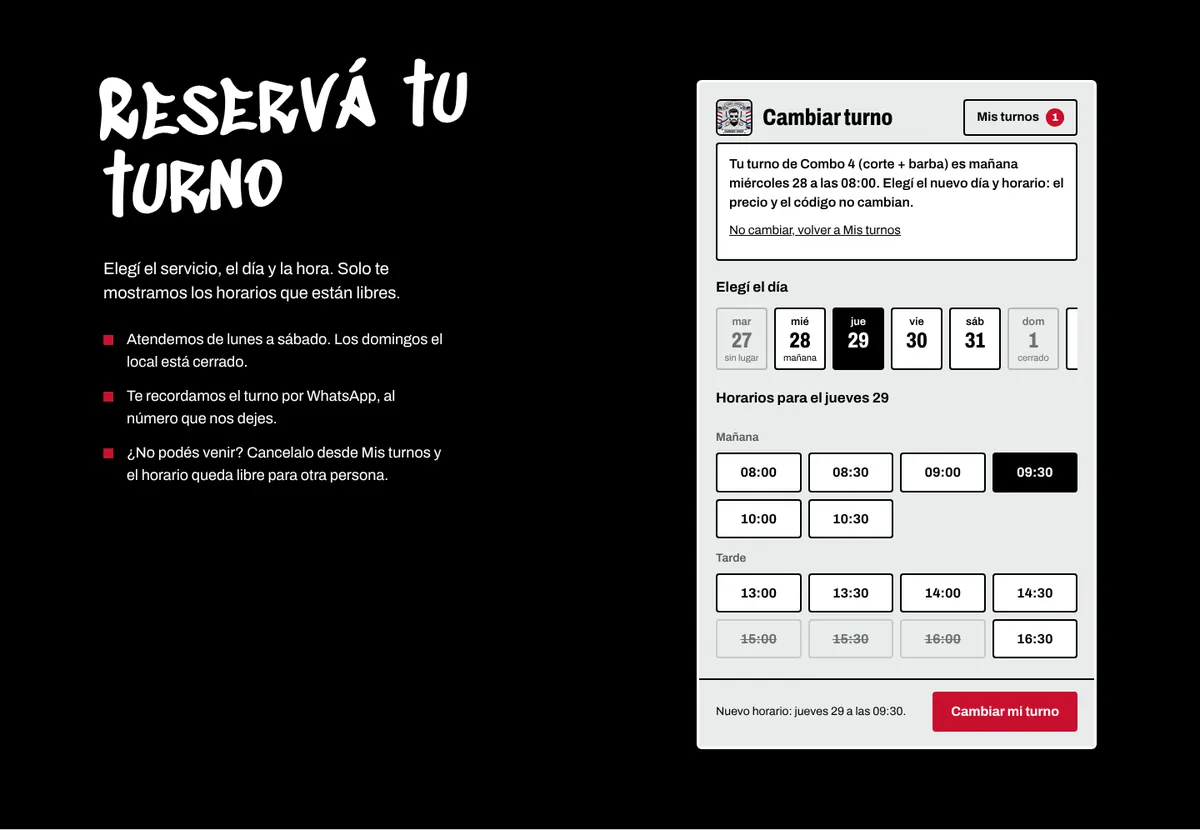 RESERVÁ TU
TURNO
Elegí el servicio, el día y la hora. Solo te
mostramos los horarios que están libres.
Atendemos de lunes a sábado. Los domingos el
local está cerrado.
Te recordamos el turno por WhatsApp, al
número que nos dejes.
¿No podés venir? Cancelalo desde Mis turnos y
el horario queda libre para otra persona.
Cambiar turno
Mis turnos 1
Tu turno de Combo 4 (corte + barba) es mañana
miércoles 28 a las 08:00. Elegí el nuevo día y horario: el
precio y el código no cambian.
No cambiar, volver a Mis turnos
Elegí el día
mar mié jue vie sáb dom
27 28 29 30 31 1
sin lugar mañana cerrado
Horarios para el jueves 29
Mañana
08:00 08:30 09:00 09:30
10:00 10:30
Tarde
13:00 13:30 14:00 14:30
15:00 15:30 16:00 16:30
Nuevo horario: jueves 29 a las 09:30.
Cambiar mi turno